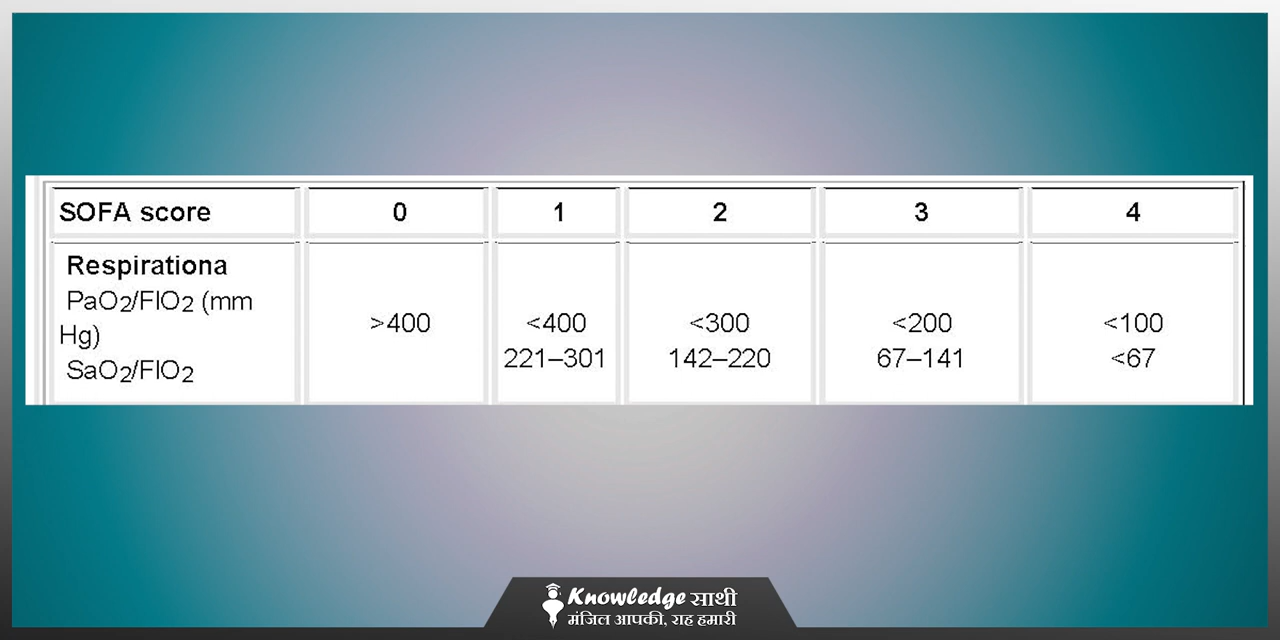 SOFA score 0 1 2 3 4
Respirationa
PaO2/FIO2 (mm
Hg) >400 <400 <300 <200 <100
SaO2/FIO2 221–301 142–220 67–141 <67
Knowledge साथी
मंजिल आपकी, राह हमारी